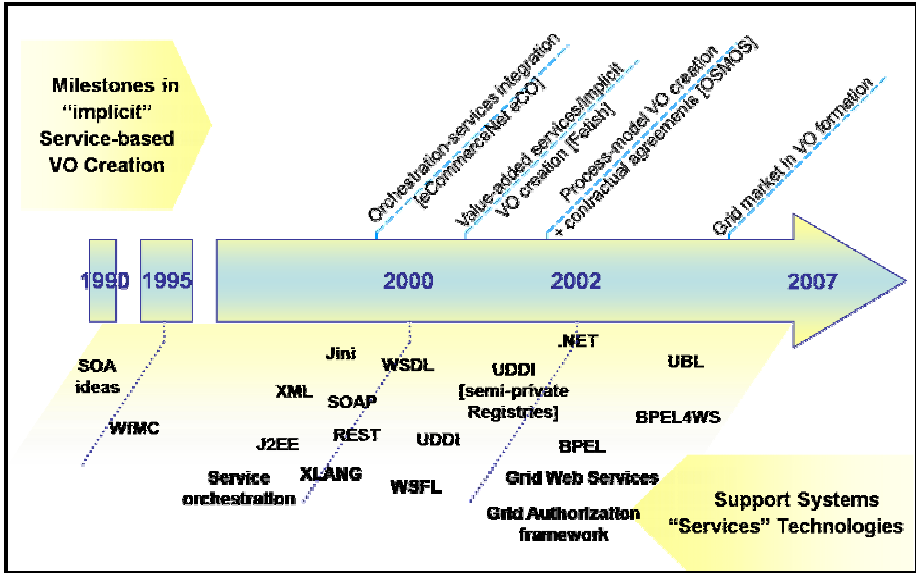 Milestones in
“implicit”
Service-based
VO Creation
Orchestration-services integration
[eCommerceNet eCO]
Value-added services/implicit
VO creation [Fetish]
Process-model VO creation
+ contractual agreements [OSMOS]
Grid market in VO formation
1990
1995
2000
2002
2007
SOA
ideas
WfMC
Jini
XML
SOAP
J2EE
REST
Service
orchestration
XLANG
WSDL
UDDI
WSFL
UDDI
[semi-private
Registries]
.NET
BPEL
Grid Web Services
Grid Authorization
framework
UBL
BPEL4WS
Support Systems
“Services” Technologies